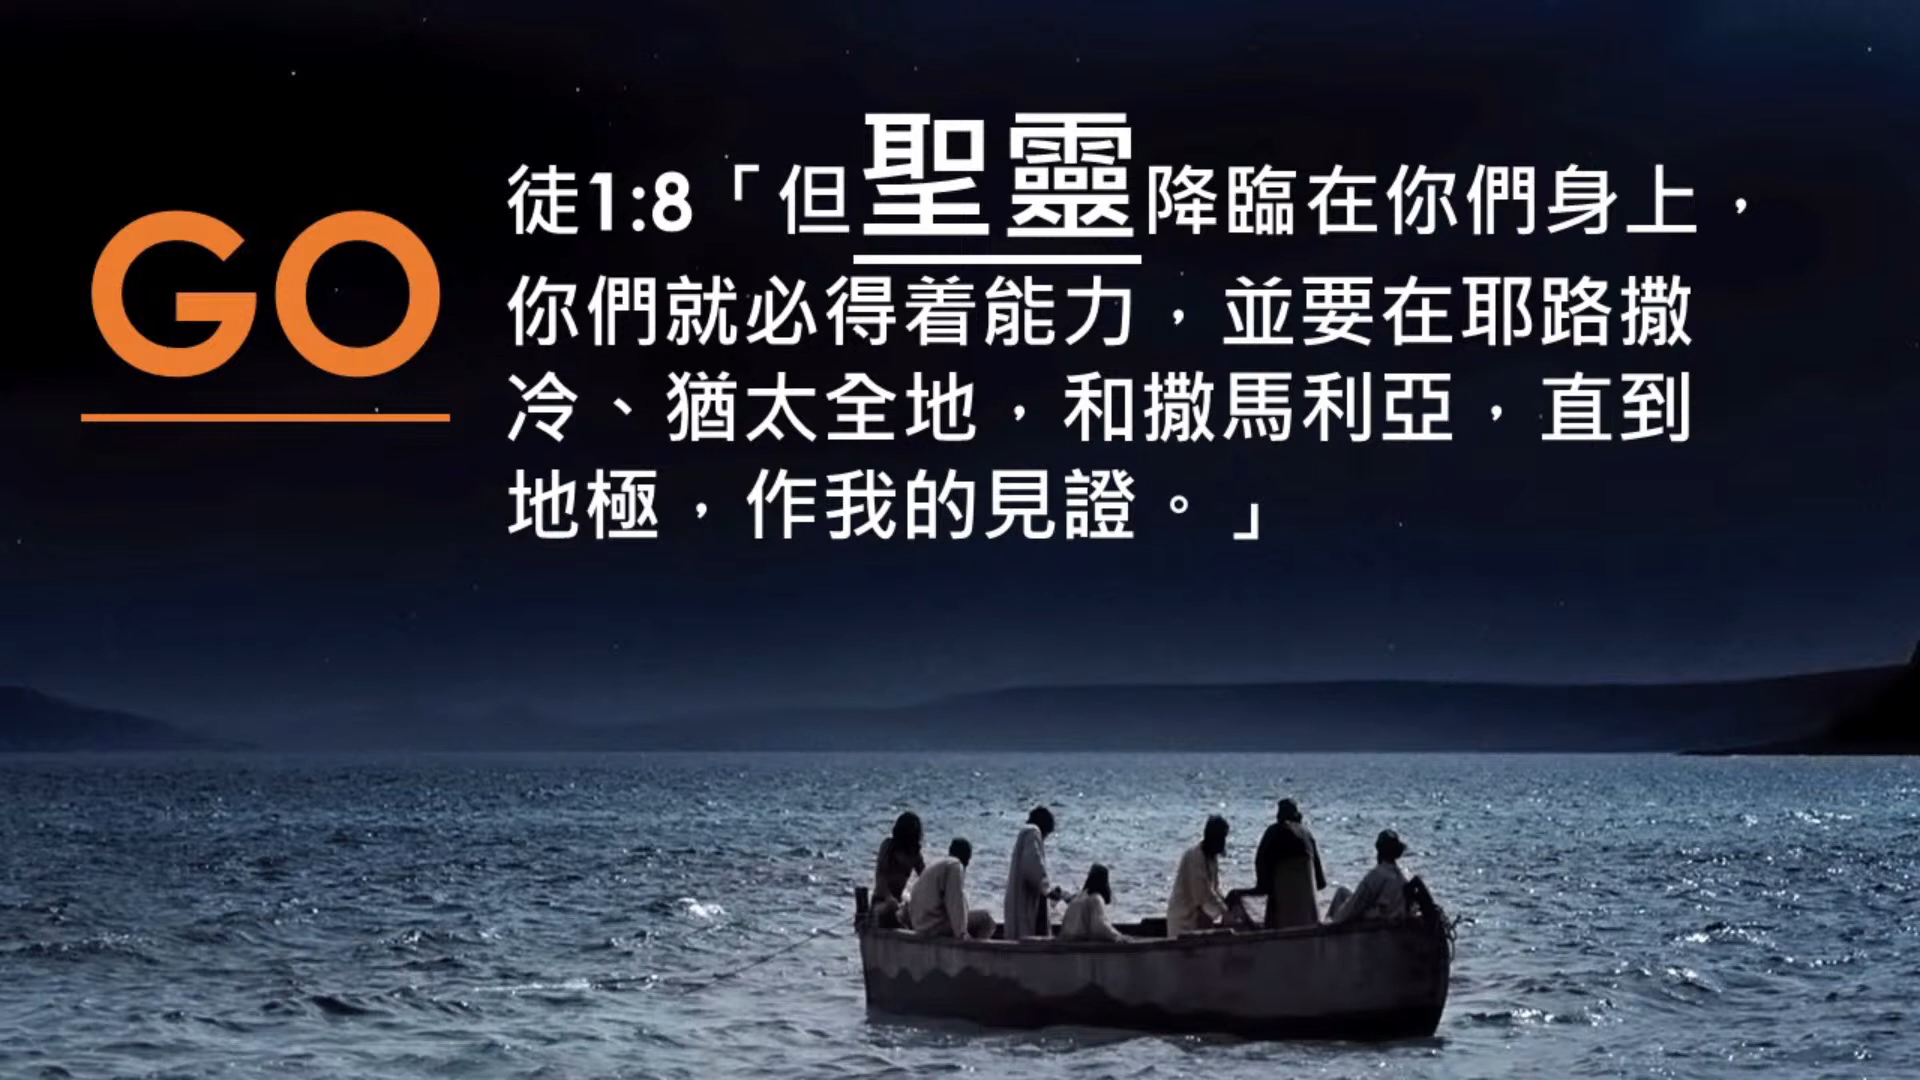 GO
徒1:8「但聖靈降臨在你們身上，
你們就必得着能力，並要在耶路撒
冷、猶太全地，和撒馬利亞，直到
地極，作我的見證。」